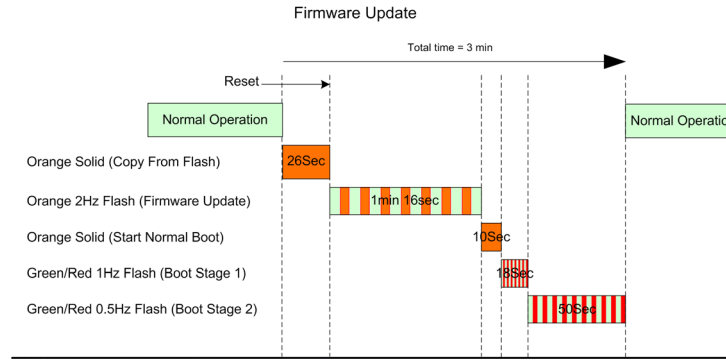 Firmware Update
Total time = 3 min
Reset
Normal Operation
Normal Operatio
Orange Solid (Copy From Flash)
26Sec
Orange 2Hz Flash (Firmware Update)
1min 16sec
Orange Solid (Start Normal Boot)
10Sec
Green/Red 1Hz Flash (Boot Stage 1)
18Sec
Green/Red 0.5Hz Flash (Boot Stage 2)
50Sec